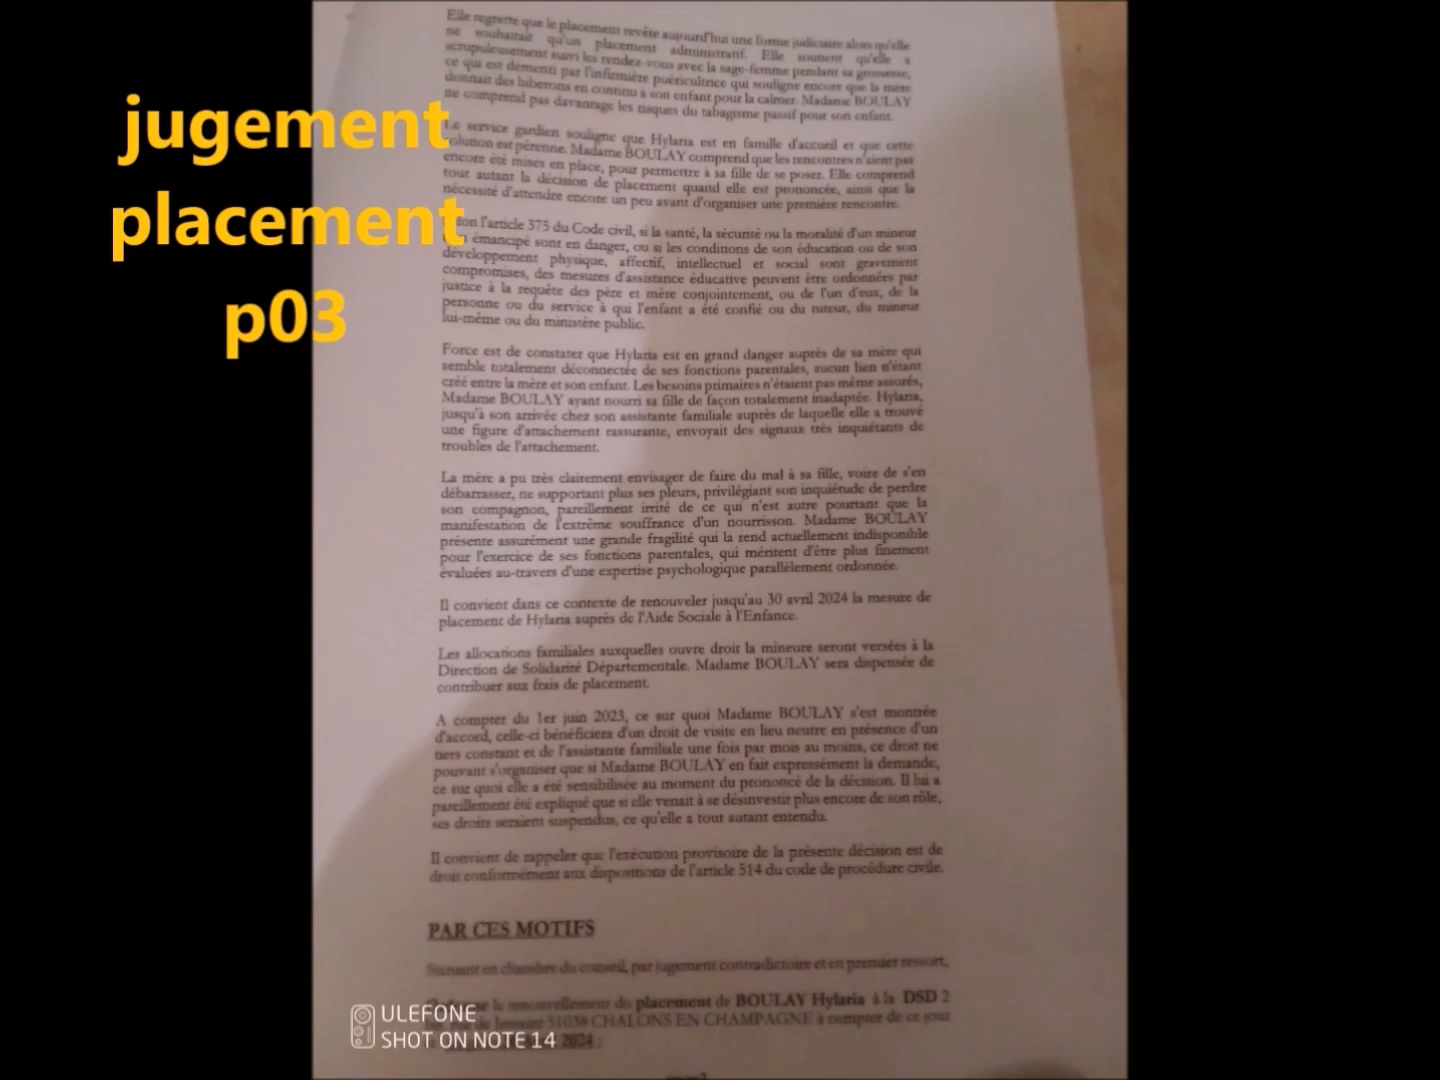 jugement
placement
p03
Elle regrette que le placement revête aujourd'hui une forme judiciaire alors qu'elle
ne souhaitait qu'un placement administratif. Elle soutient qu'elle a
scrupuleusement suivi les rendez-vous avec la sage-femme pendant sa grossesse,
ce qui est démenti par l'infirmière puéricultrice qui souligne encore que la mère
donnait des biberons en continu à son enfant pour la calmer. Madame BOULAY
ne comprend pas davantage les risques du tabagisme passif pour son enfant.
Le service gardien souligne que Hylaria est en famille d'accueil et que cette
solution est pérenne. Madame BOULAY comprend que les rencontres n'aient pas
encore été mises en place, pour permettre à sa fille de se poser. Elle comprend
tout autant la décision de placement quand elle est prononcée, ainsi que la
nécessité d'attendre encore un peu avant d'organiser une première rencontre.
l'article 375 du Code civil, si la santé, la sécurité ou la moralité d'un mineur
émancipé sont en danger, ou si les conditions de son éducation ou de son
développement physique, affectif, intellectuel et social sont gravement
compromises, des mesures d'assistance éducative peuvent être ordonnées par
justice à la requête des père et mère conjointement, ou de l'un d'eux, de la
personne ou du service à qui l'enfant a été confié ou du tuteur, du mineur
lui-même ou du ministère public.
Force est de constater que Hylaria est en grand danger auprès de sa mère qui
semble totalement déconnectée de ses fonctions parentales, aucun lien n'étant
créé entre la mère et son enfant. Les besoins primaires n'étaient pas même assurés,
Madame BOULAY ayant nourri sa fille de façon totalement inadaptée. Hylaria,
jusqu'à son arrivée chez son assistante familiale auprès de laquelle elle a trouvé
une figure d'attachement rassurante, envoyait des signaux très inquiétants de
troubles de l'attachement.
La mère a pu très clairement envisager de faire du mal à sa fille, voire de s'en
débarrasser, ne supportant plus ses pleurs, privilégiant son inquiétude de perdre
son compagnon, pareillement irrité de ce qui n'est autre pourtant que la
manifestation de l'extrême souffrance d'un nourrisson. Madame BOULAY
présente assurément une grande fragilité qui la rend actuellement indisponible
pour l'exercice de ses fonctions parentales, qui méritent d'être plus finement
évaluées au-travers d'une expertise psychologique parallèlement ordonnée.
Il convient dans ce contexte de renouveler jusqu'au 30 avril 2024 la mesure de
placement de Hylaria auprès de l'Aide Sociale à l'Enfance.
Les allocations familiales auxquelles ouvre droit la mineure seront versées à la
Direction de Solidarité Départementale. Madame BOULAY sera dispensée de
contribuer aux frais de placement.
A compter du 1er juin 2023, ce sur quoi Madame BOULAY s'est montrée
d'accord, celle-ci bénéficiera d'un droit de visite en lieu neutre en présence d'un
tiers constant et de l'assistante familiale une fois par mois au moins, ce droit ne
pouvant s'organiser que si Madame BOULAY en fait expressément la demande,
ce sur quoi elle a été sensibilisée au moment du prononcé de la décision. Il lui a
pareillement été expliqué que si elle venait à se désinvestir plus encore de son rôle,
ses droits seraient suspendus, ce qu'elle a tout autant entendu.
Il convient de rappeler que l'exécution provisoire de la présente décision est de
droit conformément aux dispositions de l'article 514 du code de procédure civile.
PAR CES MOTIFS
Statuant en chambre du conseil, par jugement contradictoire et en premier ressort,
le renouvellement du placement de BOULAY Hylaria à la DSD 2
51038 CHALONS EN CHAMPAGNE à compter de ce jour
2024 :
ULEFONE
SHOT ON NOTE 14